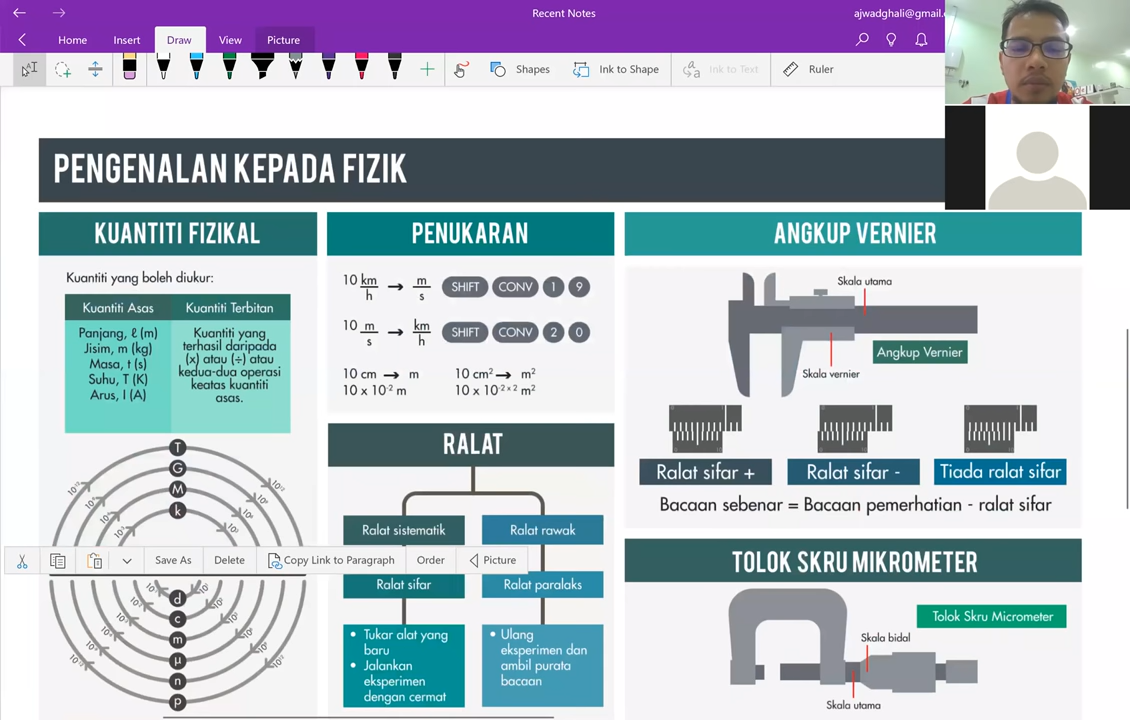 Recent Notes
ajwadghali@gmail.
Home Insert Draw View Picture
Shapes Ink to Shape Ink to Text Ruler
PENGENALAN KEPADA FIZIK
KUANTITI FIZIKAL
Kuantiti yang boleh diukur:
Kuantiti Asas
Panjang, ℓ (m)
Jisim, m (kg)
Masa, t (s)
Suhu, T (K)
Arus, I (A)
Kuantiti Terbitan
Kuantiti yang
terhasil daripada
(x) atau (÷) atau
kedua-dua operasi
keatas kuantiti
asas.
T
G
M
k
d
c
m
µ
n
p
PENUKARAN
10 km/h → m/s SHIFT CONV 1 9
10 m/s → km/h SHIFT CONV 2 0
10 cm → m
10 x 10⁻² m
10 cm² → m²
10 x 10⁻² ˣ ² m²
RALAT
Ralat sistematik
Ralat sifar
• Tukar alat yang
baru
• Jalankan
eksperimen
dengan cermat
Ralat rawak
Ralat paralaks
• Ulang
eksperimen dan
ambil purata
bacaan
ANGKUP VERNIER
Skala utama
Angkup Vernier
Skala vernier
Ralat sifar +
Ralat sifar -
Tiada ralat sifar
Bacaan sebenar = Bacaan pemerhatian - ralat sifar
TOLOK SKRU MIKROMETER
Tolok Skru Micrometer
Skala bidal
Skala utama
Save As Delete Copy Link to Paragraph Order Picture